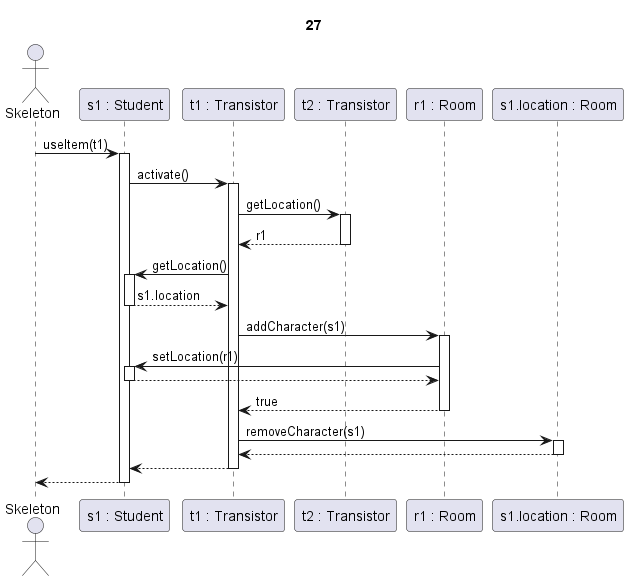 27
Skeleton
s1 : Student
t1 : Transistor
t2 : Transistor
r1 : Room
s1.location : Room
useItem(t1)
activate()
getLocation()
r1
getLocation()
s1.location
addCharacter(s1)
setLocation(r1)
true
removeCharacter(s1)
Skeleton
s1 : Student
t1 : Transistor
t2 : Transistor
r1 : Room
s1.location : Room